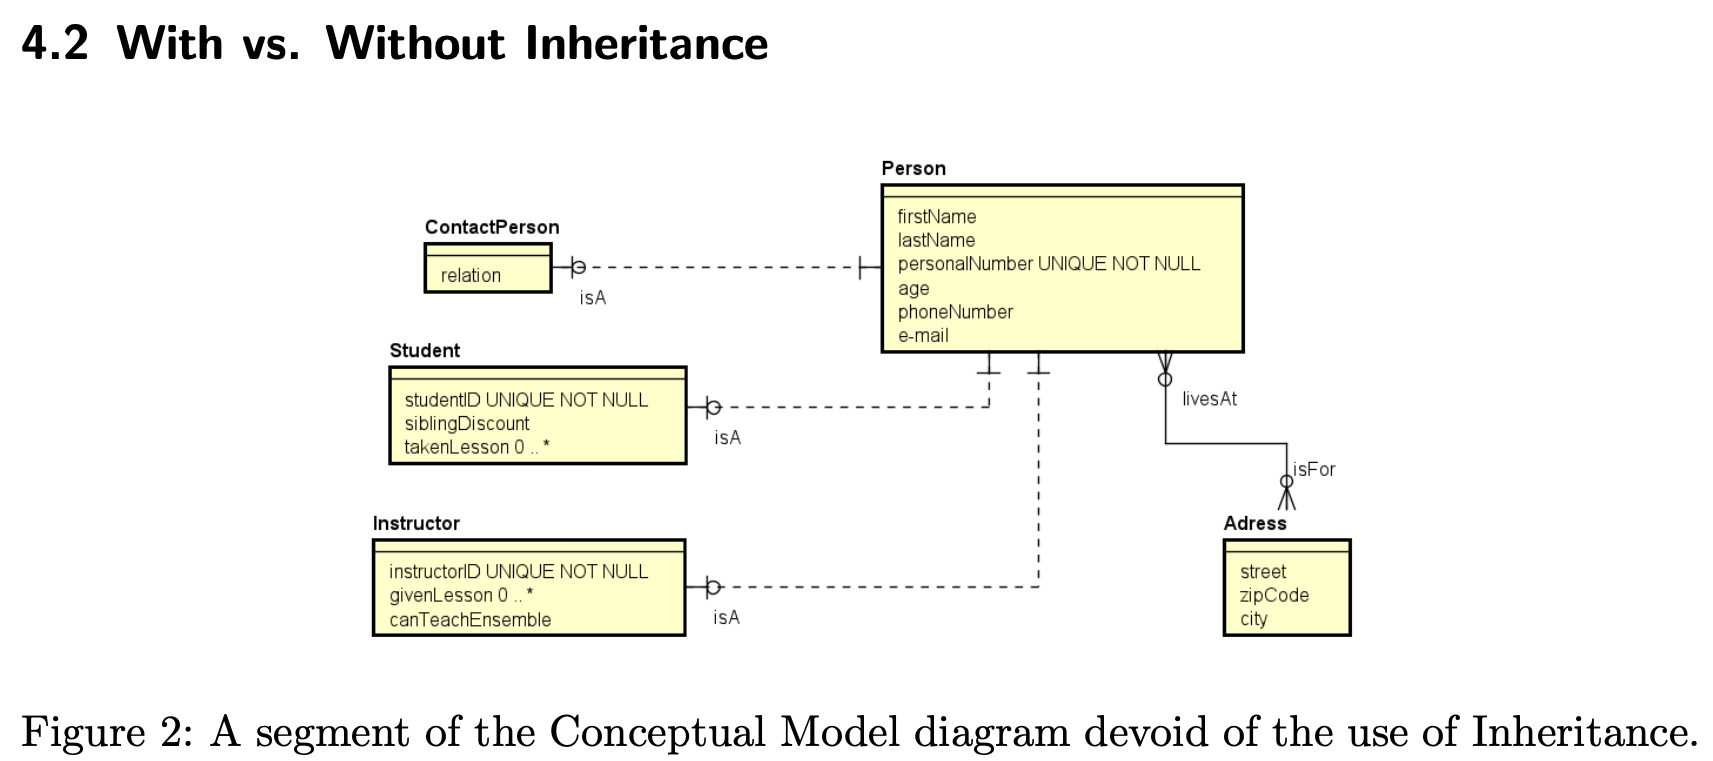 4.2 With vs. Without Inheritance
Person
firstName
lastName
personalNumber UNIQUE NOT NULL
age
phoneNumber
e-mail
ContactPerson
relation
isA
Student
studentID UNIQUE NOT NULL
siblingDiscount
takenLesson 0 .. *
isA
livesAt
isFor
Instructor
instructorID UNIQUE NOT NULL
givenLesson 0 .. *
canTeachEnsemble
isA
Adress
street
zipCode
city
Figure 2: A segment of the Conceptual Model diagram devoid of the use of Inheritance.